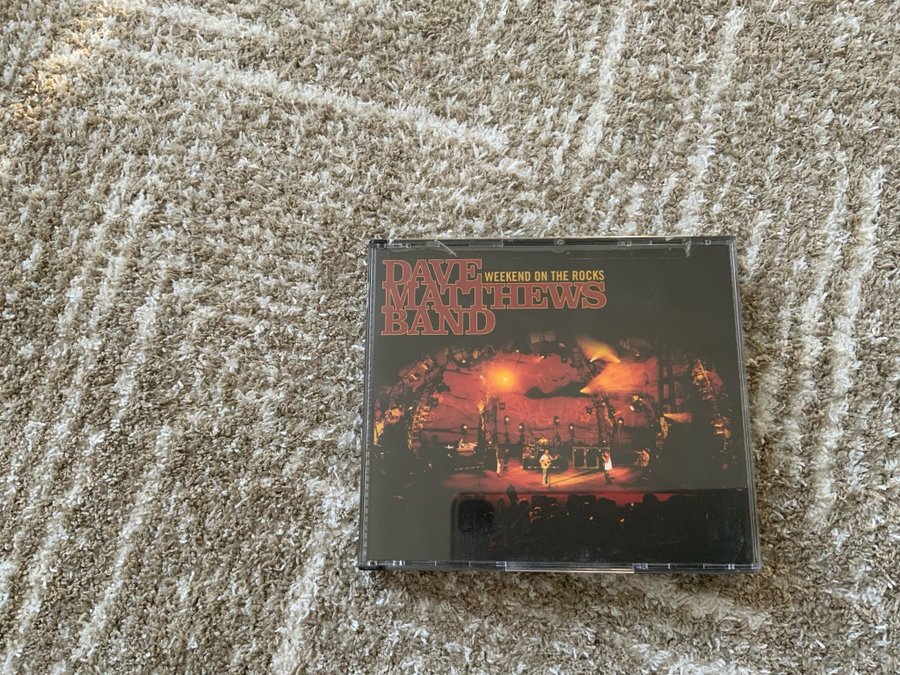 DAVE WEEKEND ON THE ROCKS
MATTHEWS
BAND